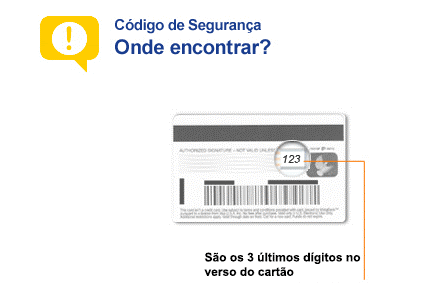 Código de Segurança
Onde encontrar?
AUTHORIZED SIGNATURE - NOT VALID UNLESS
123
São os 3 últimos dígitos no
verso do cartão